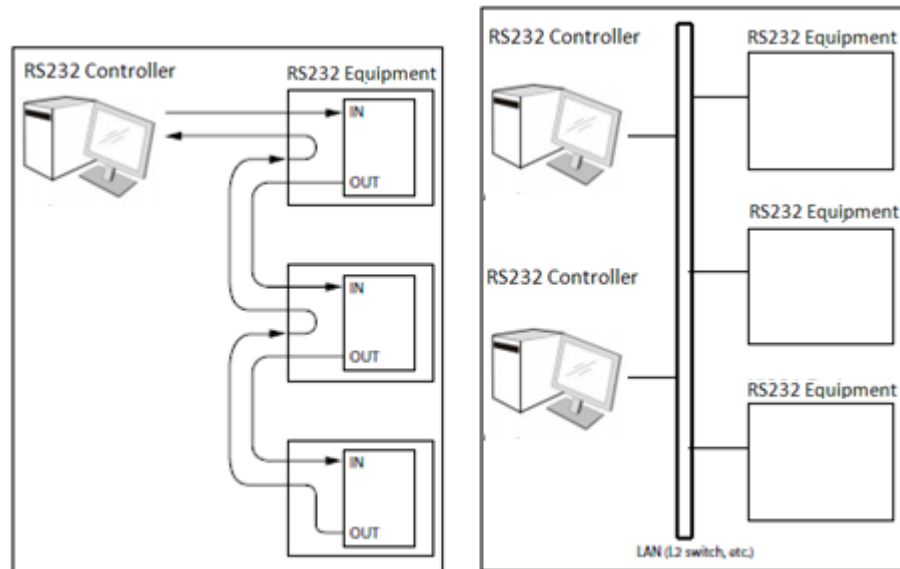 RS232 Controller
RS232 Equipment
IN
OUT
IN
OUT
IN
OUT
RS232 Controller
RS232 Equipment
RS232 Equipment
RS232 Controller
RS232 Equipment
LAN (L2 switch, etc.)